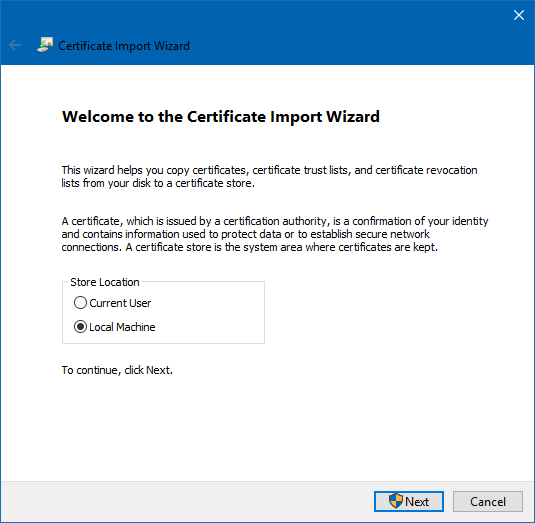 Certificate Import Wizard
Welcome to the Certificate Import Wizard
This wizard helps you copy certificates, certificate trust lists, and certificate revocation
lists from your disk to a certificate store.
A certificate, which is issued by a certification authority, is a confirmation of your identity
and contains information used to protect data or to establish secure network
connections. A certificate store is the system area where certificates are kept.
Store Location
Current User
Local Machine
To continue, click Next.
Next
Cancel